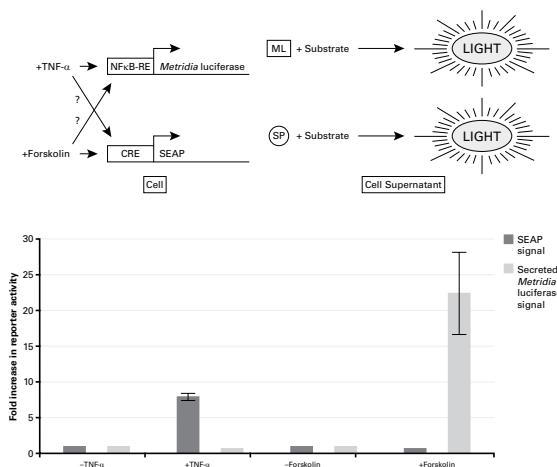 +TNF-α
NFκB-RE
Metridia luciferase
ML
+ Substrate
LIGHT
?
?
+Forskolin
CRE
SEAP
SP
+ Substrate
LIGHT
Cell
Cell Supernatant
Fold increase in reporter activity
30
25
20
15
10
5
0
–TNF-α
+TNF-α
–Forskolin
+Forskolin
SEAP
signal
Secreted
Metridia
luciferase
signal